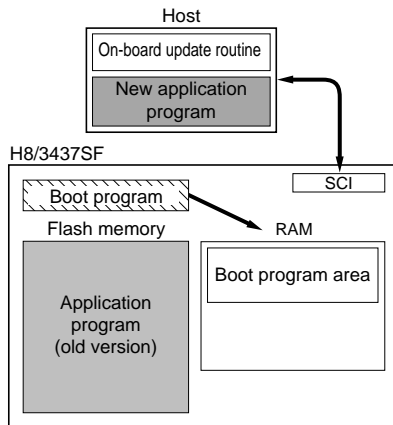 Host
On-board update routine
New application
program
H8/3437SF
SCI
Boot program
Flash memory
RAM
Boot program area
Application
program
(old version)